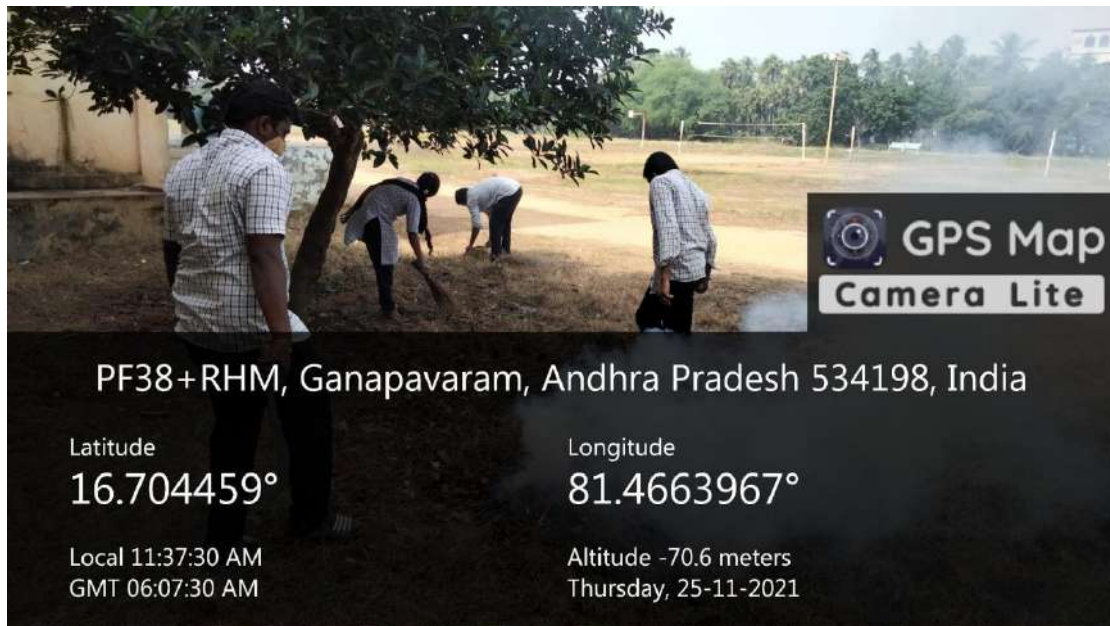 GPS Map
Camera Lite
PF38+RHM, Ganapavaram, Andhra Pradesh 534198, India
Latitude
16.704459°
Longitude
81.4663967°
Local 11:37:30 AM
GMT 06:07:30 AM
Altitude -70.6 meters
Thursday, 25-11-2021